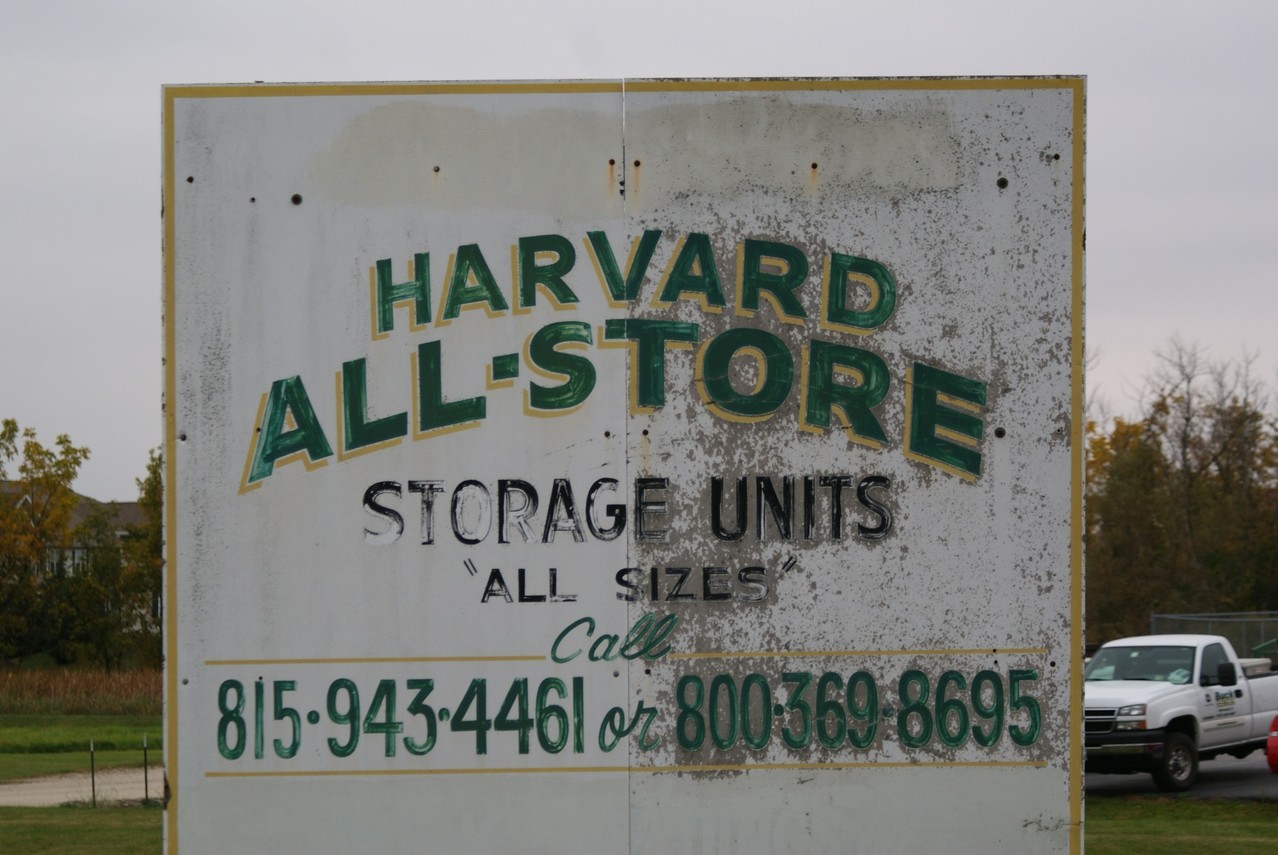 HARVARD
ALL-STORE
STORAGE UNITS
"ALL SIZES"
Call
815·943·4461 or 800·369·8695